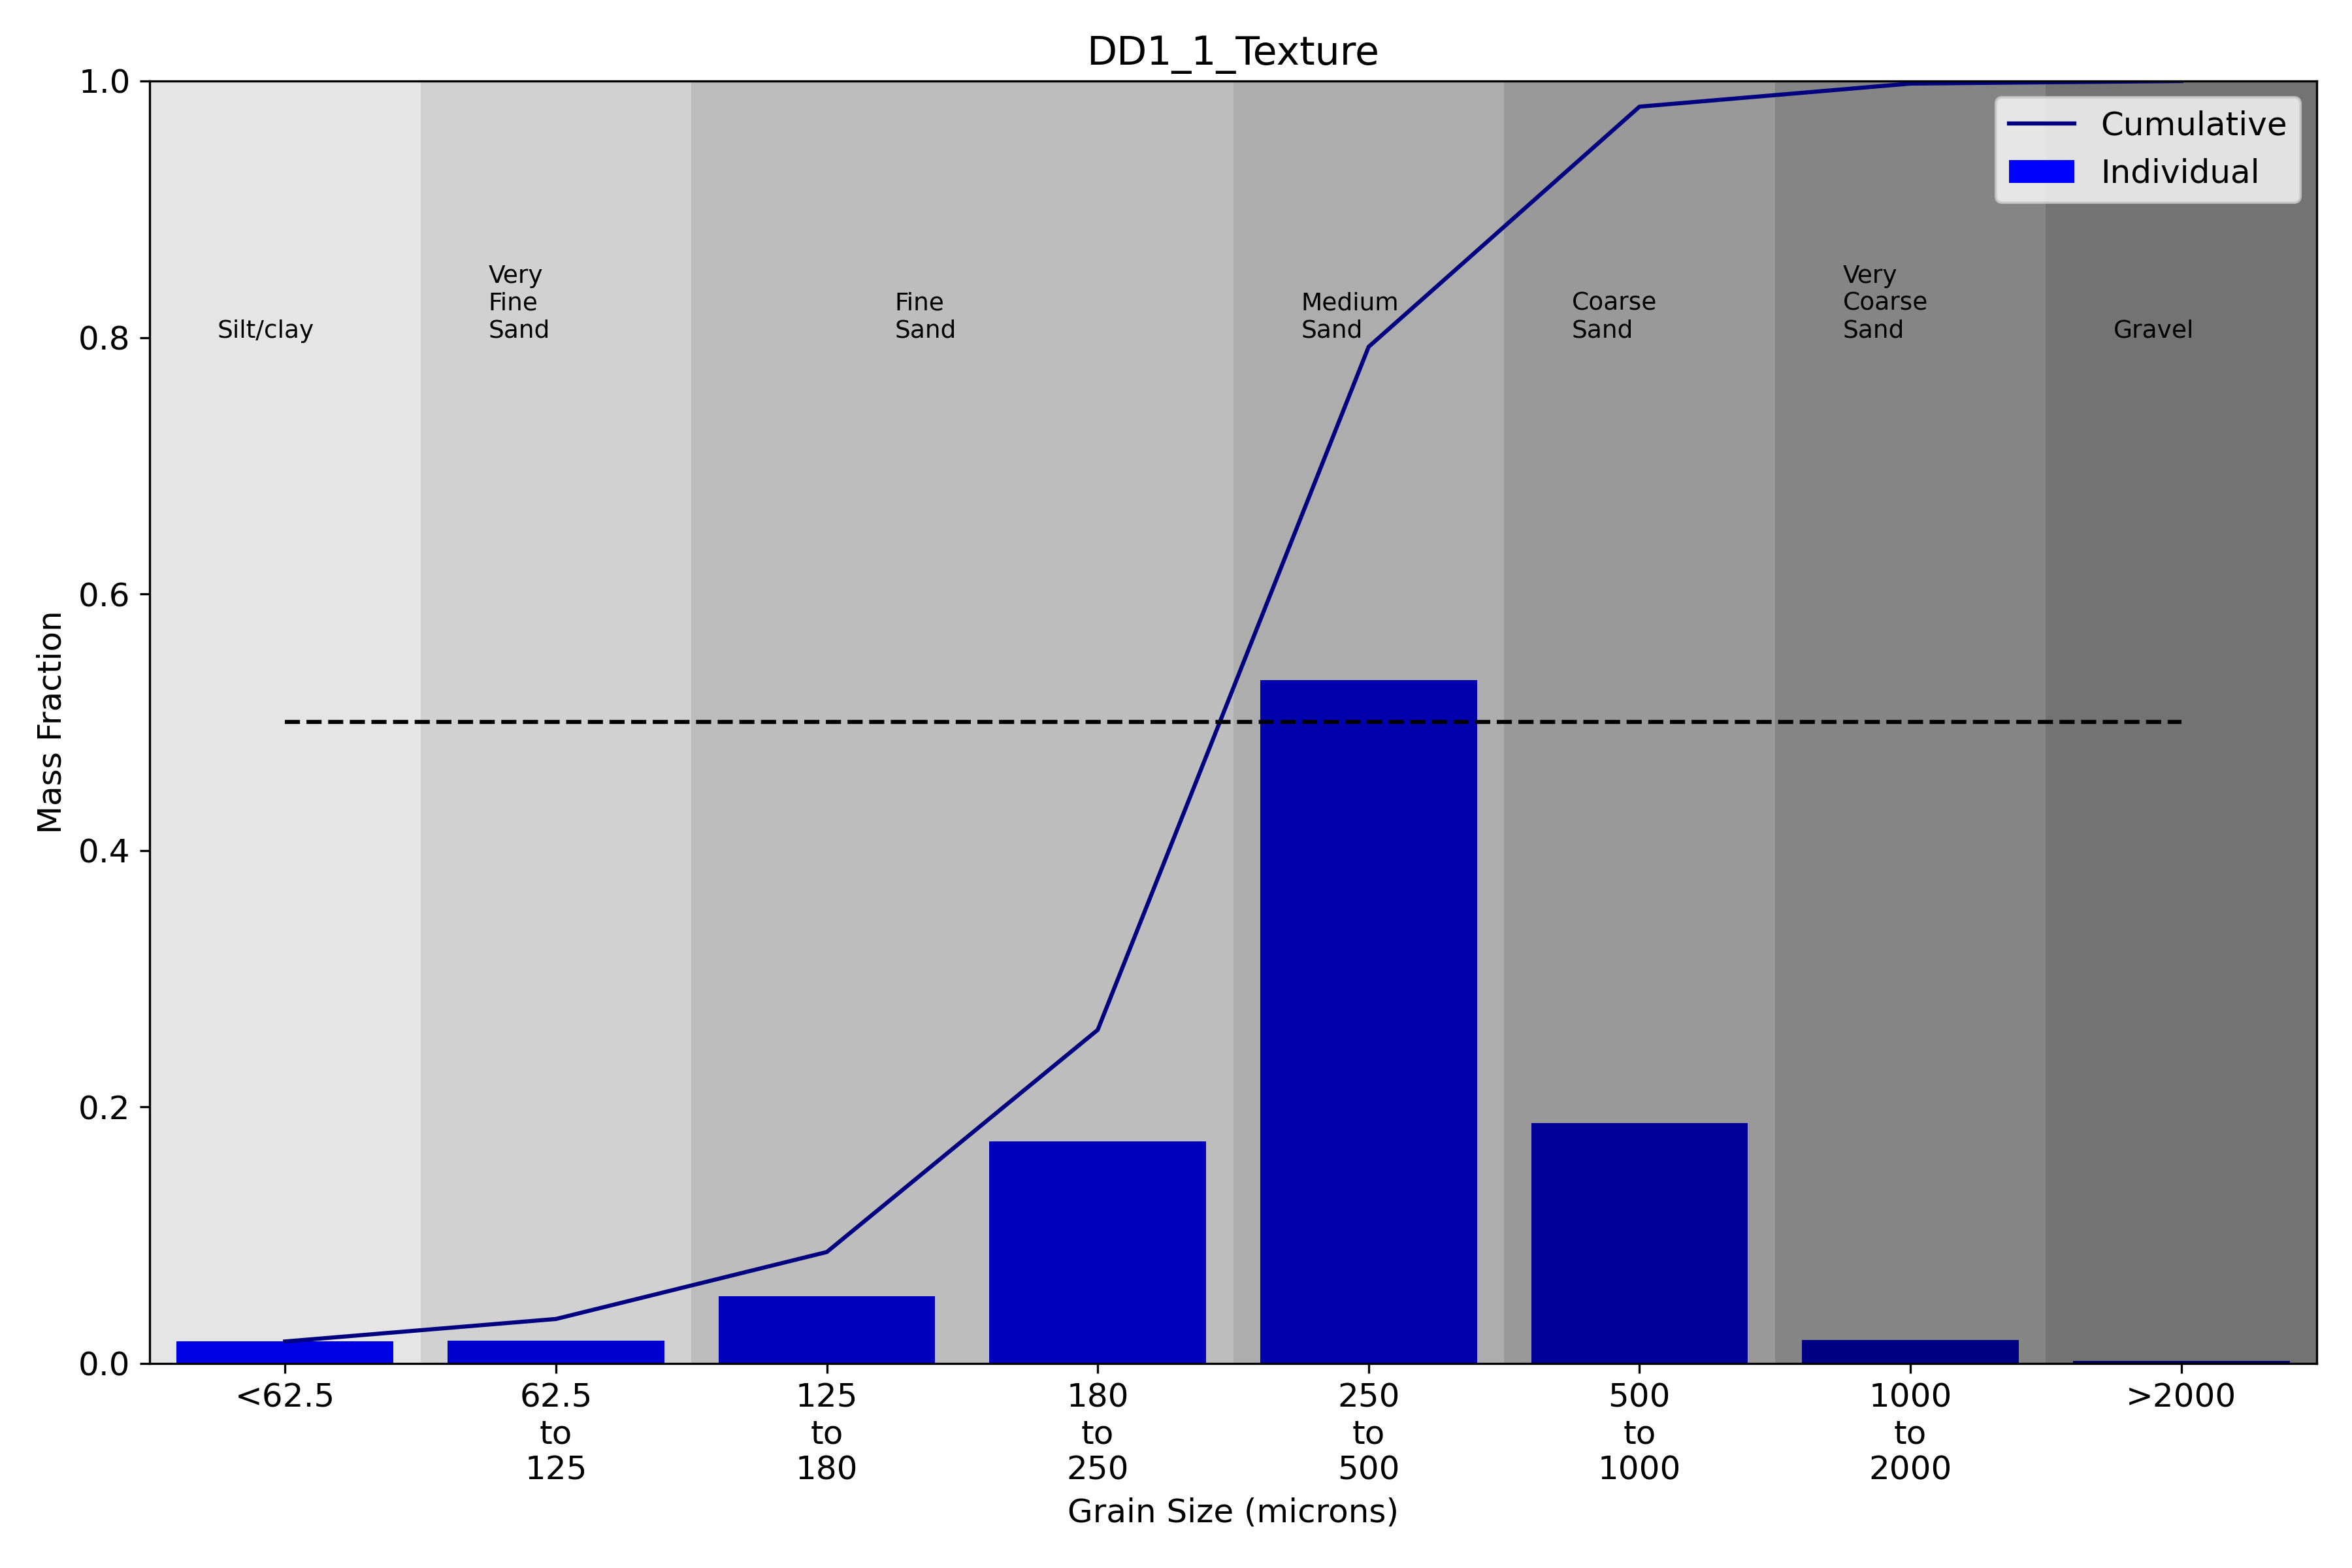 DD1_1_Texture
1.0
0.8
0.6
0.4
0.2
0.0
Mass Fraction
Cumulative
Individual
Silt/clay
Very
Fine
Sand
Fine
Sand
Medium
Sand
Coarse
Sand
Very
Coarse
Sand
Gravel
<62.5
62.5
to
125
125
to
180
180
to
250
250
to
500
500
to
1000
1000
to
2000
>2000
Grain Size (microns)